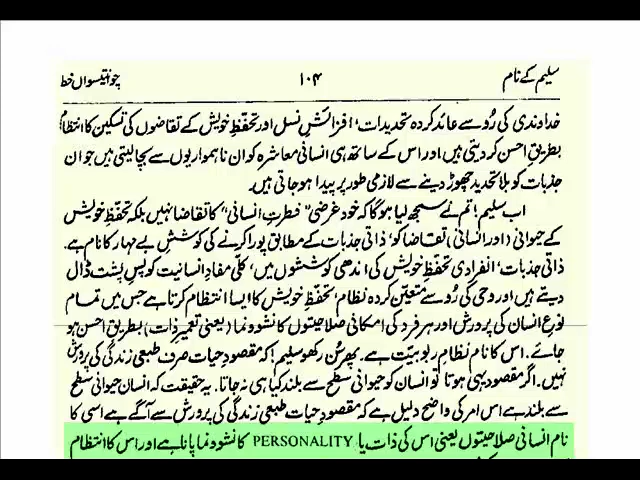 سلیم کے نام ۱۰۴ چونتیسواں خط
خداوندی کی رُو سے عائد کردہ تحدیدات، افزائشِ نسل اور تحفظِ خویش کے تقاضوں کی تسکین کا انتظام
بطریقِ احسن کر دیتی ہیں اور اس کے ساتھ ہی انسانی معاشرہ کو ان ناہمواریوں سے بچا لیتی ہیں جو ان
جذبات کو بلا تحدید چھوڑ دینے سے لازمی طور پر پیدا ہو جاتی ہیں۔
اب سلیم! تم نے سمجھ لیا ہوگا کہ خود غرضی "فطرتِ انسانی" کا تقاضا نہیں بلکہ تحفظِ خویش
کے حیوانی (اور انسانی) تقاضا کو، ذاتی جذبات کے مطابق پورا کرنے کی کوششِ بے مہار کا نام ہے۔
ذاتی جذبات، انفرادی تحفظِ خویش کی اندھی کوششوں میں، کلّی مفادِ انسانیت کو پسِ پشت ڈال
دیتے ہیں اور وحی کی رُو سے متعین کردہ نظام، تحفظِ خویش کا ایسا انتظام کرتا ہے جس میں تمام
نوعِ انسان کی پرورش اور ہر فرد کی امکانی صلاحیتوں کا نشوونما (یعنی تعمیرِ ذات) بطریقِ احسن ہو
جائے۔ اس کا نام نظامِ ربوبیت ہے۔ پھر سُن رکھو سلیم! کہ مقصودِ حیات صرف طبعی زندگی کی پرورش
نہیں۔ اگر مقصود یہی ہوتا تو انسان کو حیوانی سطح سے بلند کیا ہی نہ جاتا۔ یہ حقیقت کہ انسان حیوانی سطح
سے بلند ہے اس امر کی واضح دلیل ہے کہ مقصودِ حیات طبعی زندگی کی پرورش سے آگے ہے اسی کا
نام انسانی صلاحیتوں یعنی اس کی ذات یا PERSONALITY کا نشوونما پانا ہے اور اس کا انتظام